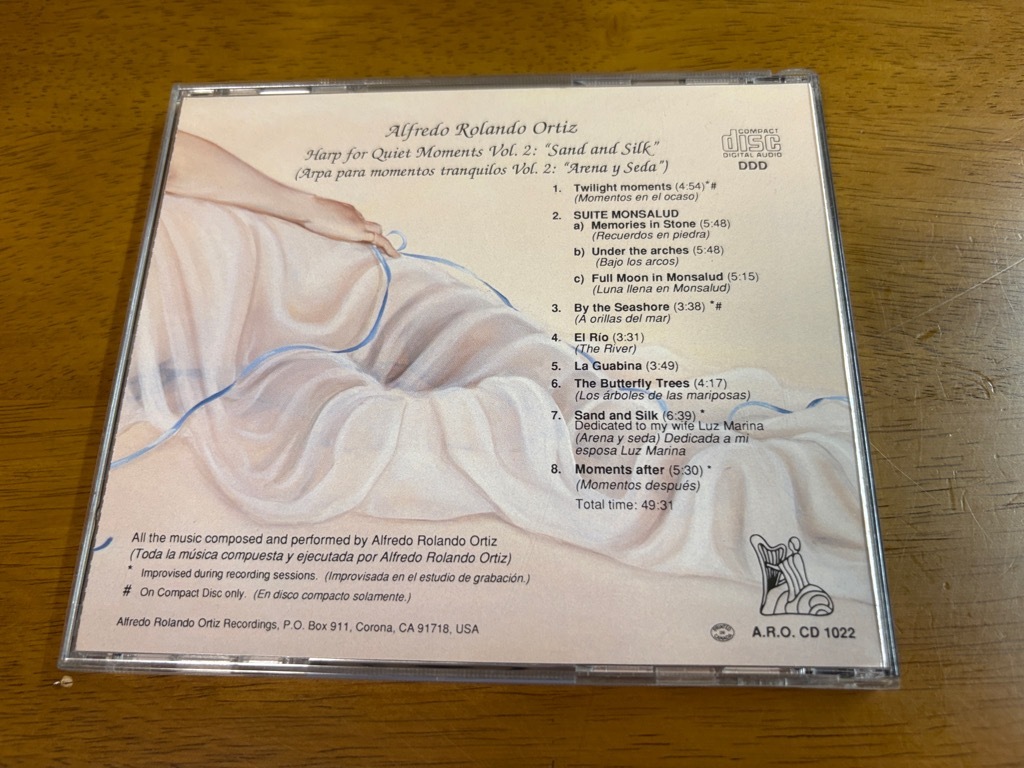 Alfredo Rolando Ortiz
Harp for Quiet Moments Vol. 2: "Sand and Silk"
(Arpa para momentos tranquilos Vol. 2: "Arena y Seda")
COMPACT
disc
DIGITAL AUDIO
DDD
1. Twilight moments (4:54)*#
(Momentos en el ocaso)
2. SUITE MONSALUD
a) Memories in Stone (5:48)
(Recuerdos en piedra)
b) Under the arches (5:48)
(Bajo los arcos)
c) Full Moon in Monsalud (5:15)
(Luna llena en Monsalud)
3. By the Seashore (3:38) *#
(A orillas del mar)
4. El Río (3:31)
(The River)
5. La Guabina (3:49)
6. The Butterfly Trees (4:17)
(Los árboles de las mariposas)
7. Sand and Silk (6:39) *
Dedicated to my wife Luz Marina
(Arena y seda) Dedicada a mi
esposa Luz Marina
8. Moments after (5:30) *
(Momentos después)
Total time: 49:31
All the music composed and performed by Alfredo Rolando Ortiz
(Toda la música compuesta y ejecutada por Alfredo Rolando Ortiz)
* Improvised during recording sessions. (Improvisada en el estudio de grabación.)
# On Compact Disc only. (En disco compacto solamente.)
Alfredo Rolando Ortiz Recordings, P.O. Box 911, Corona, CA 91718, USA
A.R.O. CD 1022